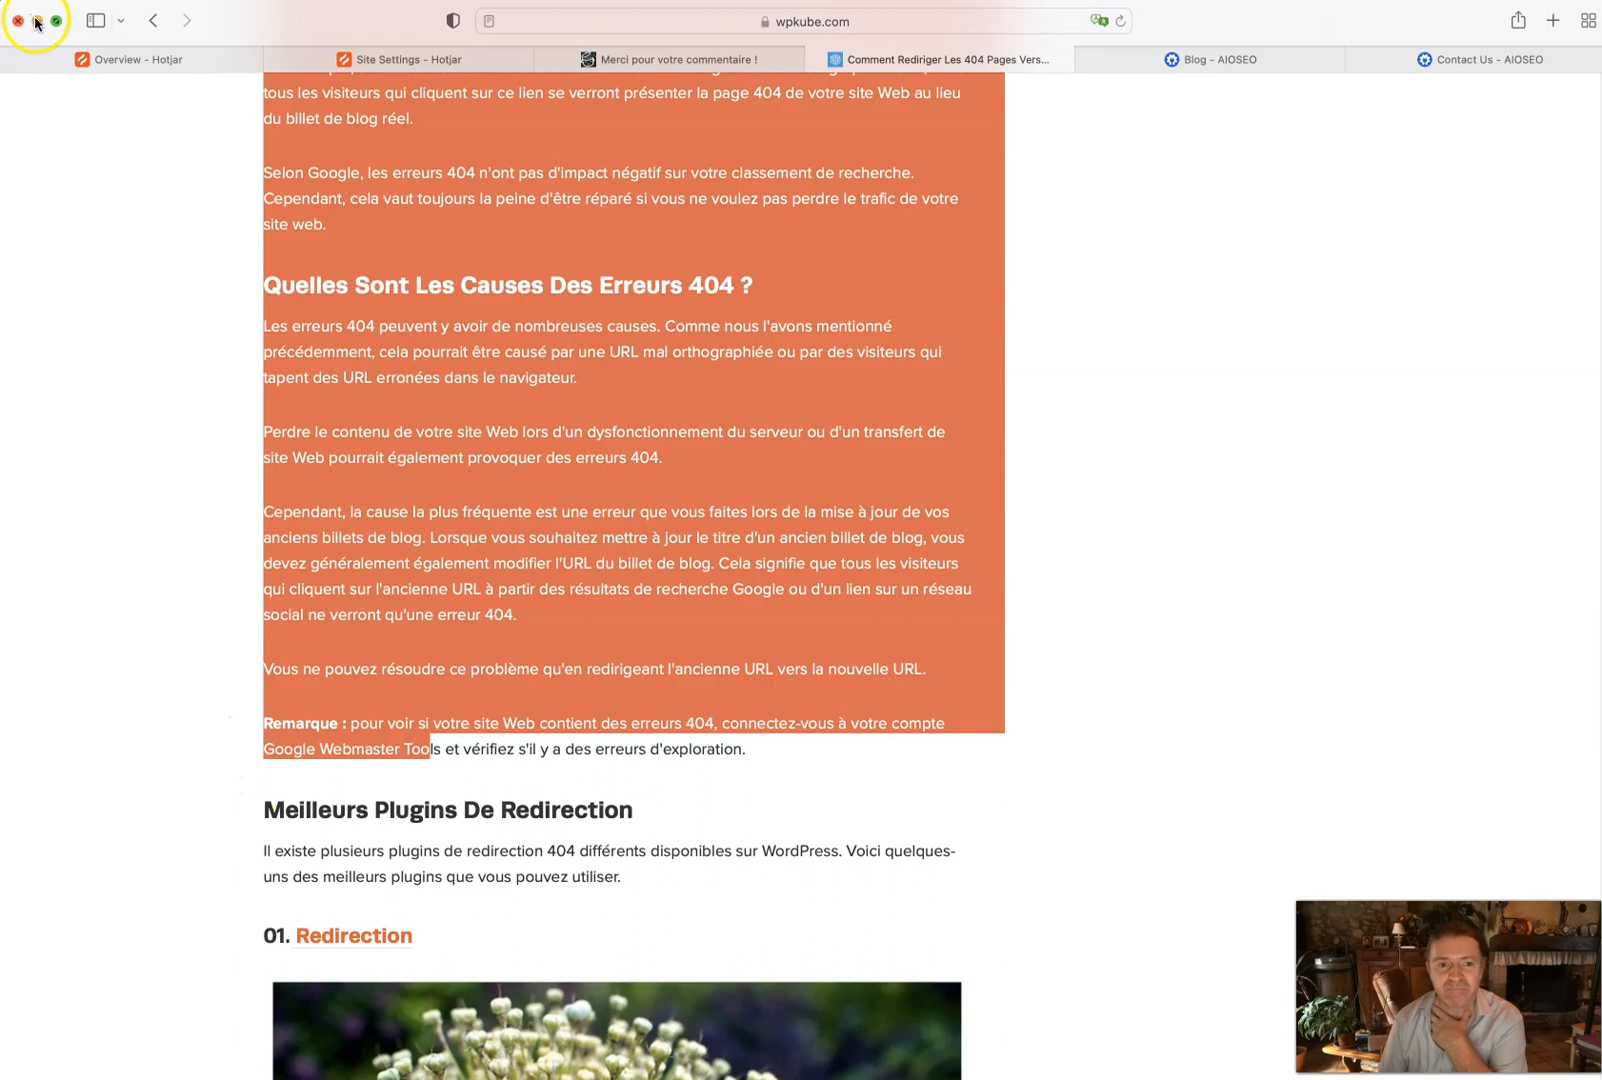 wpkube.com
Overview - Hotjar
Site Settings - Hotjar
Merci pour votre commentaire !
Comment Rediriger Les 404 Pages Vers...
Blog - AIOSEO
Contact Us - AIOSEO
tous les visiteurs qui cliquent sur ce lien se verront présenter la page 404 de votre site Web au lieu
du billet de blog réel.
Selon Google, les erreurs 404 n'ont pas d'impact négatif sur votre classement de recherche.
Cependant, cela vaut toujours la peine d'être réparé si vous ne voulez pas perdre le trafic de votre
site web.
Quelles Sont Les Causes Des Erreurs 404 ?
Les erreurs 404 peuvent y avoir de nombreuses causes. Comme nous l'avons mentionné
précédemment, cela pourrait être causé par une URL mal orthographiée ou par des visiteurs qui
tapent des URL erronées dans le navigateur.
Perdre le contenu de votre site Web lors d'un dysfonctionnement du serveur ou d'un transfert de
site Web pourrait également provoquer des erreurs 404.
Cependant, la cause la plus fréquente est une erreur que vous faites lors de la mise à jour de vos
anciens billets de blog. Lorsque vous souhaitez mettre à jour le titre d'un ancien billet de blog, vous
devez généralement également modifier l'URL du billet de blog. Cela signifie que tous les visiteurs
qui cliquent sur l'ancienne URL à partir des résultats de recherche Google ou d'un lien sur un réseau
social ne verront qu'une erreur 404.
Vous ne pouvez résoudre ce problème qu'en redirigeant l'ancienne URL vers la nouvelle URL.
Remarque : pour voir si votre site Web contient des erreurs 404, connectez-vous à votre compte
Google Webmaster Tools et vérifiez s'il y a des erreurs d'exploration.
Meilleurs Plugins De Redirection
Il existe plusieurs plugins de redirection 404 différents disponibles sur WordPress. Voici quelques-
uns des meilleurs plugins que vous pouvez utiliser.
01. Redirection